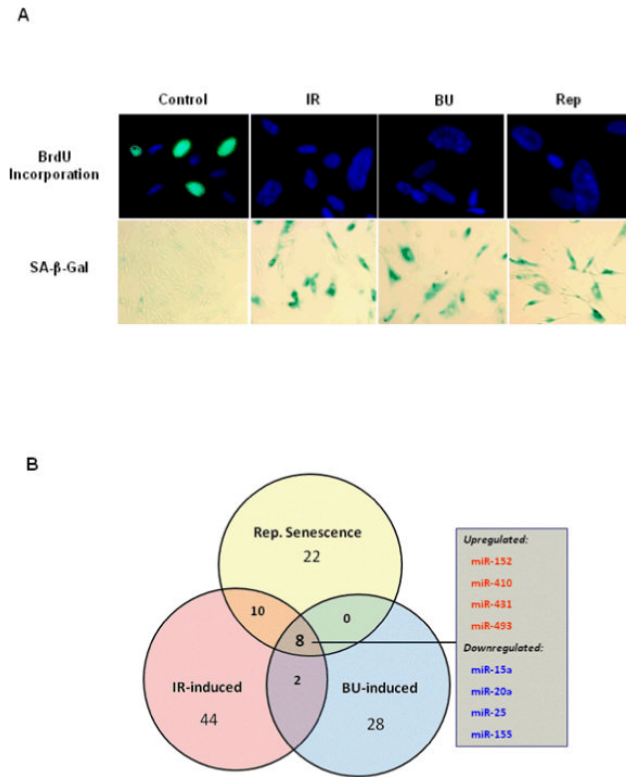 A
Control IR BU Rep
BrdU
Incorporation
SA-β-Gal
B
Rep. Senescence
22
10
0
8
2
IR-induced
44
BU-induced
28
Upregulated:
miR-152
miR-410
miR-431
miR-493
Downregulated:
miR-15a
miR-20a
miR-25
miR-155